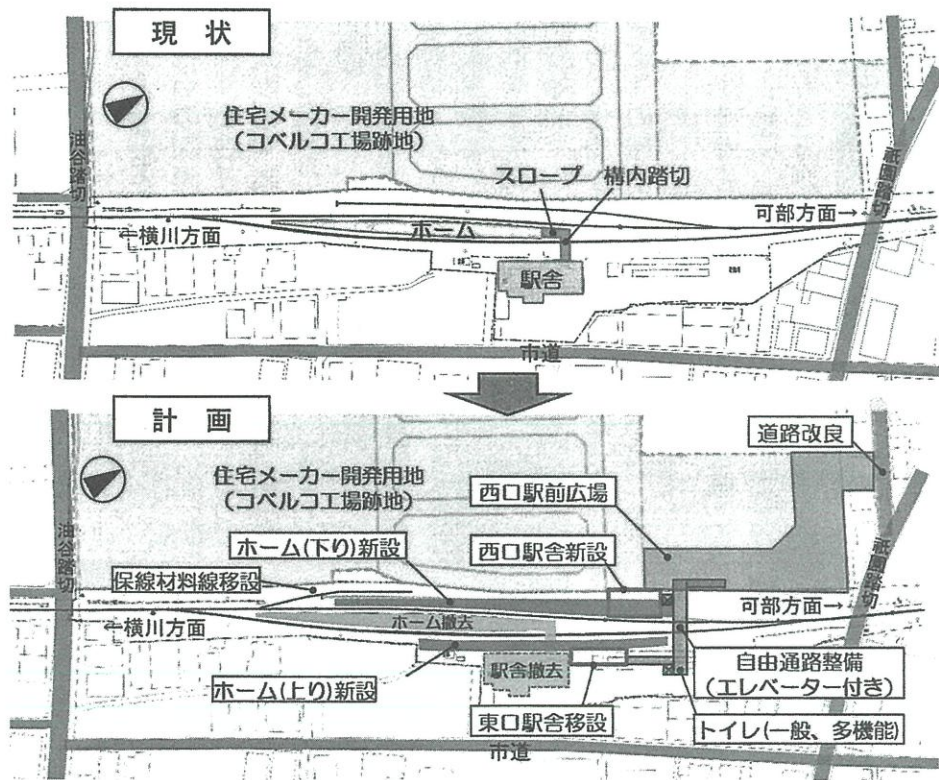 現状
住宅メーカー開発用地
(コベルコ工場跡地)
油谷踏切
祇園踏切
スロープ
構内踏切
可部方面→
←横川方面
ホーム
駅舎
市道
計画
道路改良
住宅メーカー開発用地
(コベルコ工場跡地)
西口駅前広場
油谷踏切
祇園踏切
ホーム(下り)新設
西口駅舎新設
保線材料線移設
可部方面→
←横川方面
ホーム撤去
自由通路整備
(エレベーター付き)
駅舎撤去
ホーム(上り)新設
東口駅舎移設
トイレ(一般、多機能)
市道